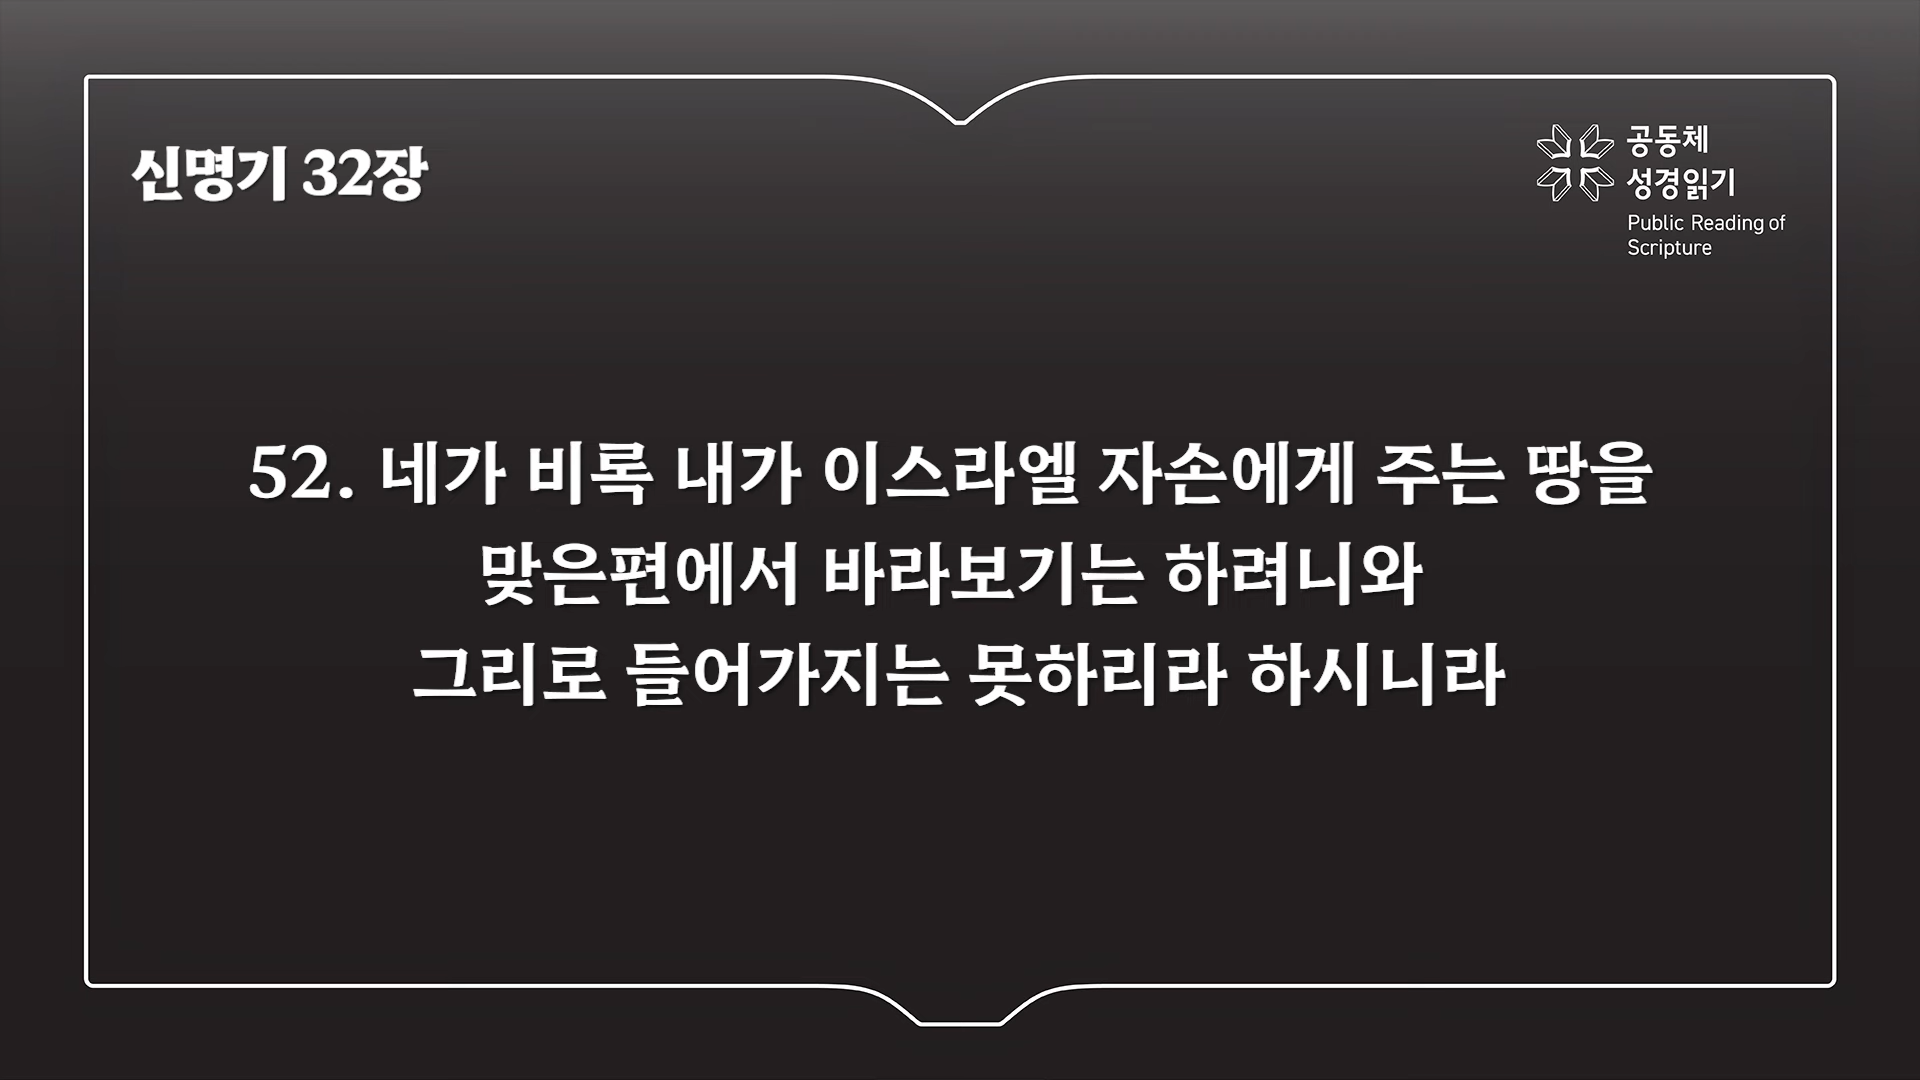 신명기 32장
공동체
성경읽기
Public Reading of
Scripture
52. 네가 비록 내가 이스라엘 자손에게 주는 땅을
맞은편에서 바라보기는 하려니와
그리로 들어가지는 못하리라 하시니라